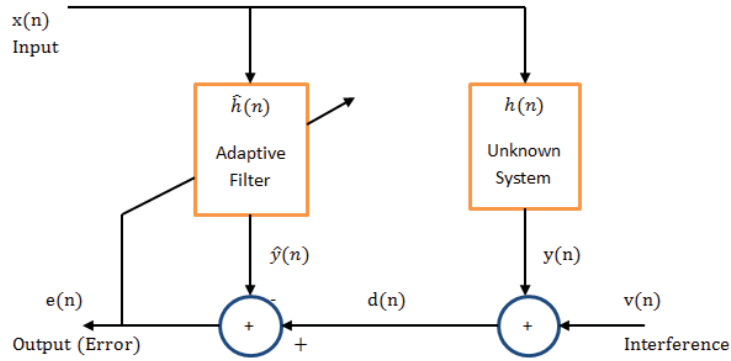 x(n)
Input
ĥ(n)
Adaptive
Filter
h(n)
Unknown
System
ŷ(n)
y(n)
e(n)
-
d(n)
v(n)
+
+
Output (Error)
+
Interference